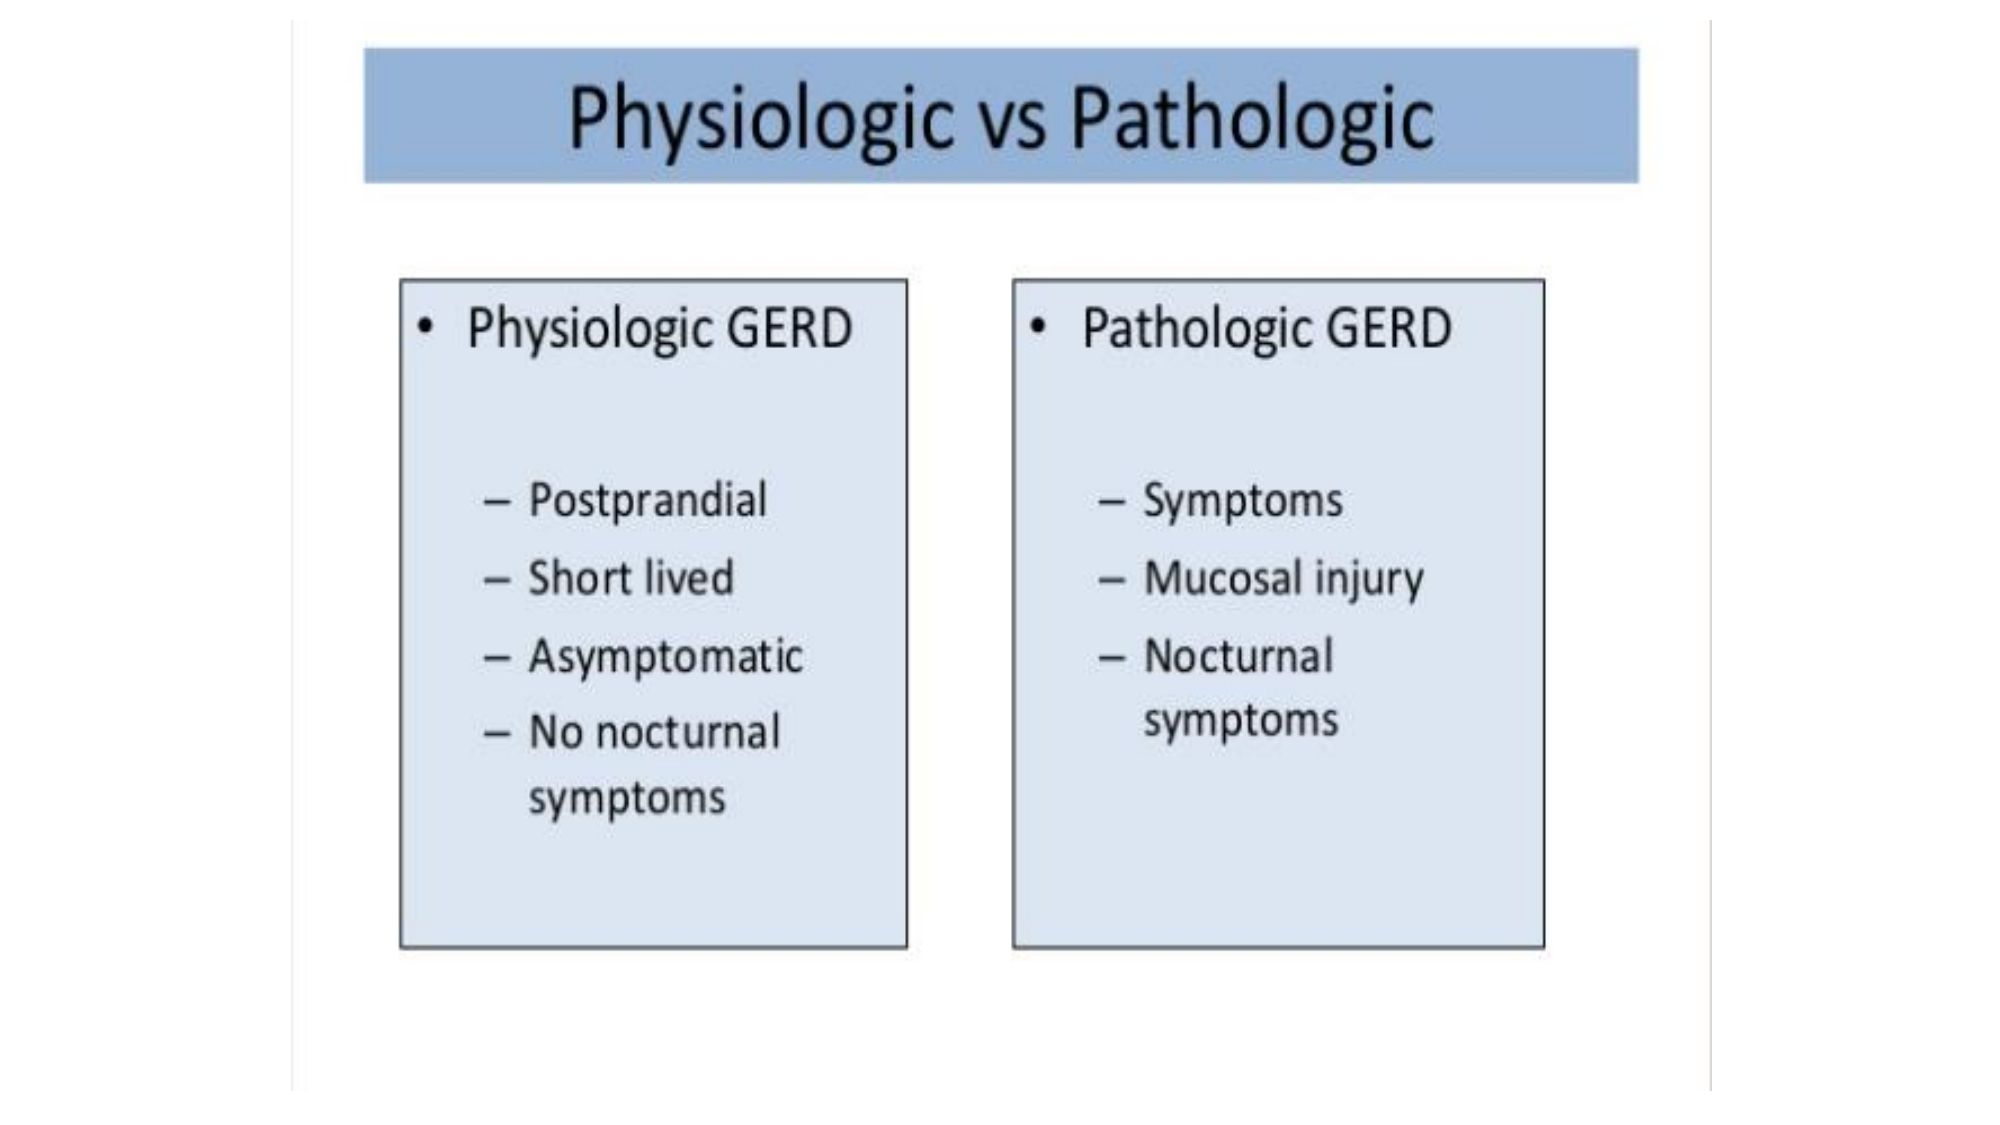 Physiologic vs Pathologic
• Physiologic GERD
– Postprandial
– Short lived
– Asymptomatic
– No nocturnal
symptoms
• Pathologic GERD
– Symptoms
– Mucosal injury
– Nocturnal
symptoms